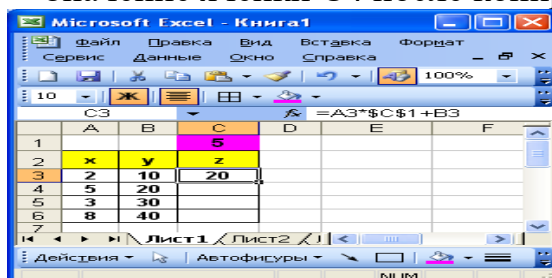 Microsoft Excel - Книга1
Файл Правка Вид Вставка Формат
Сервис Данные Окно Справка
100%
10 Ж
C3 fx =A3*$C$1+B3
A B C D E F
1 5
2 x y z
3 2 10 20
4 5 20
5 3 30
6 8 40
7
Лист1 Лист2
Действия Автофигуры
NUM